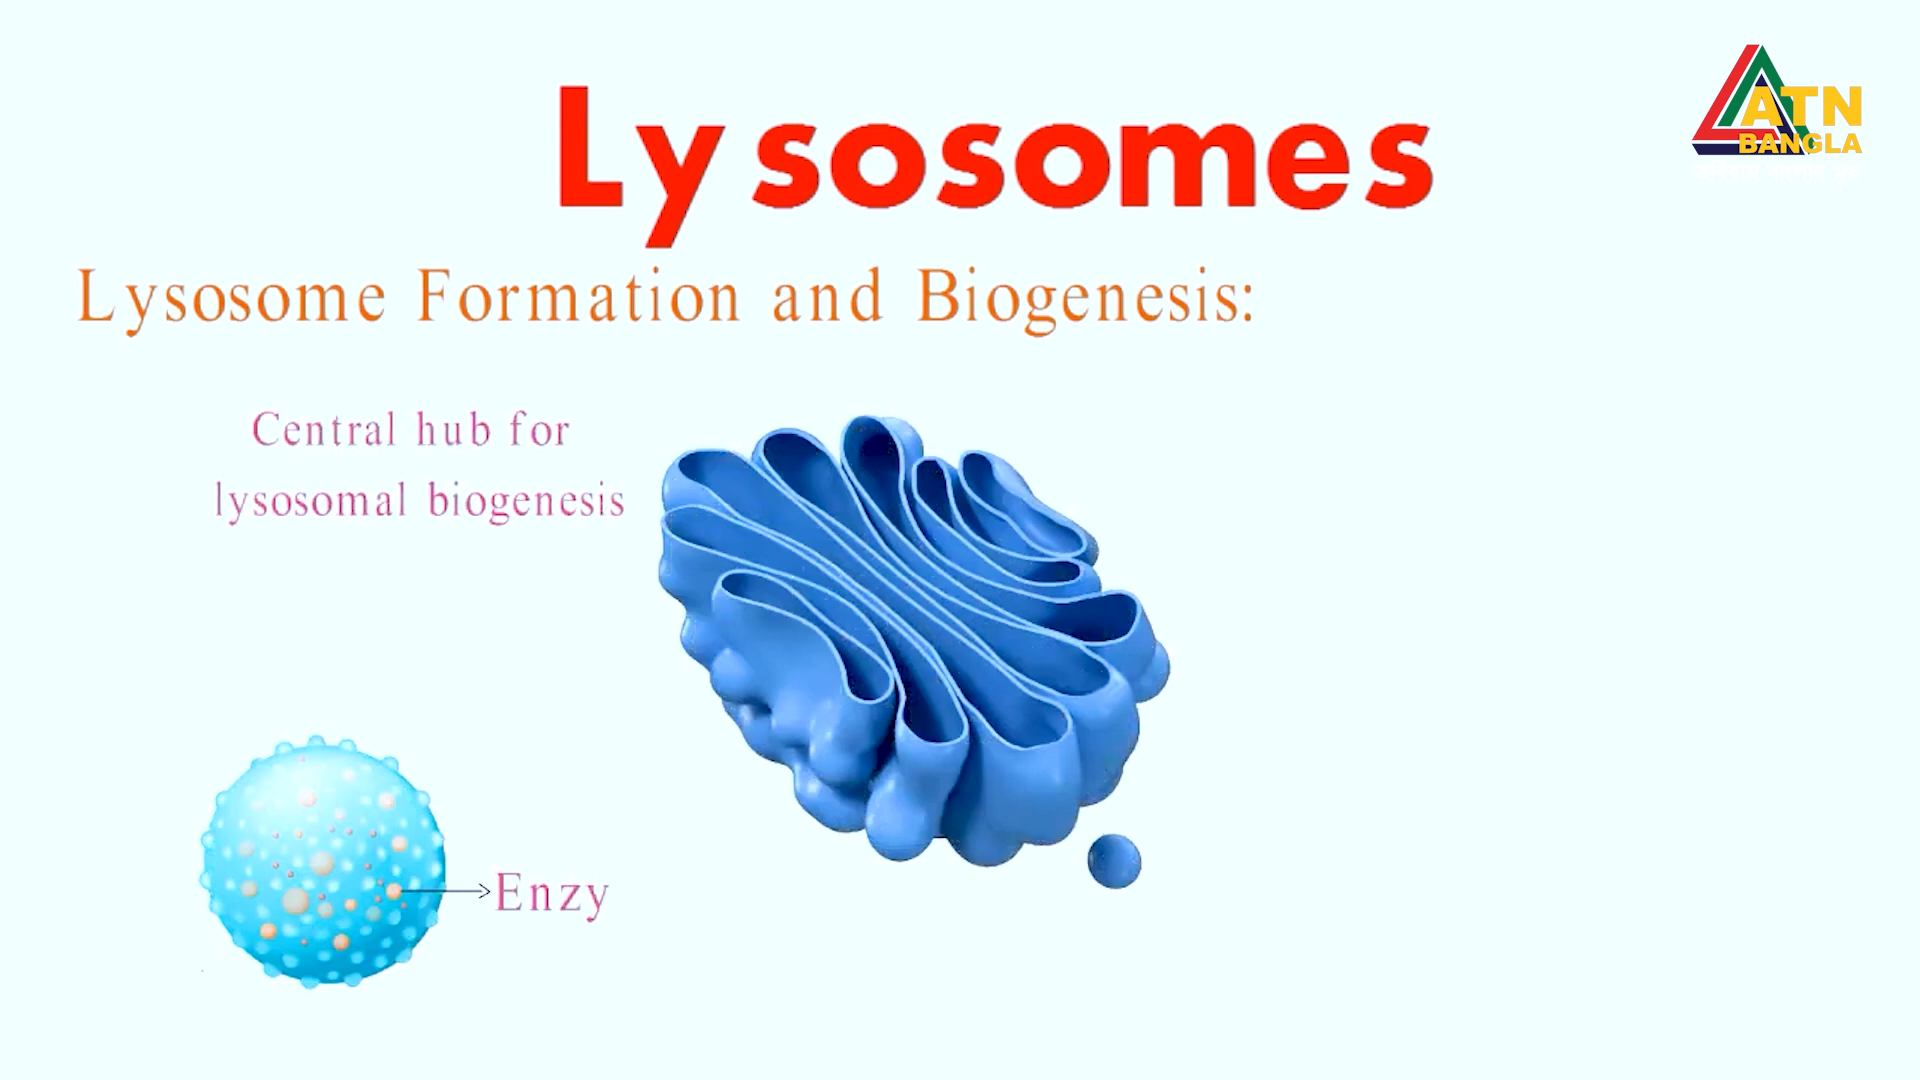 Lysosomes
ATN
BANGLA
Lysosome Formation and Biogenesis:
Central hub for
lysosomal biogenesis
Enzy